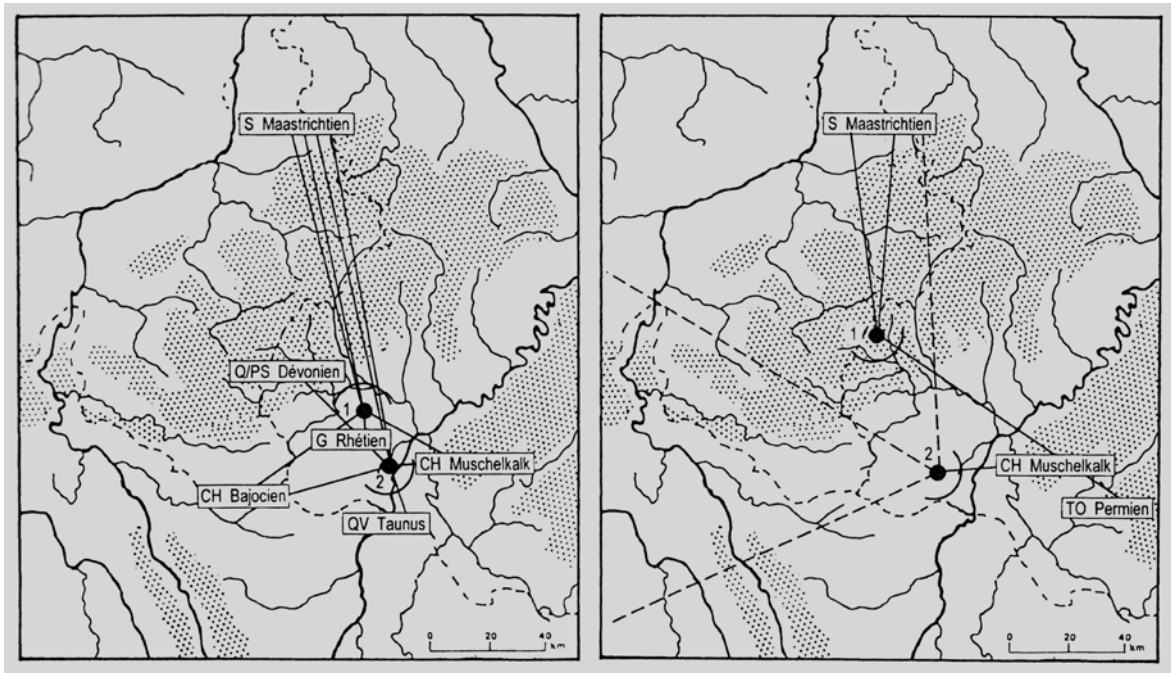 S Maastrichtien
Q/PS Dévonien
1
G Rhétien
CH Muschelkalk
2
CH Bajocien
QV Taunus
0 20 40
km
S Maastrichtien
1
2
CH Muschelkalk
TO Permien
0 20 40
km